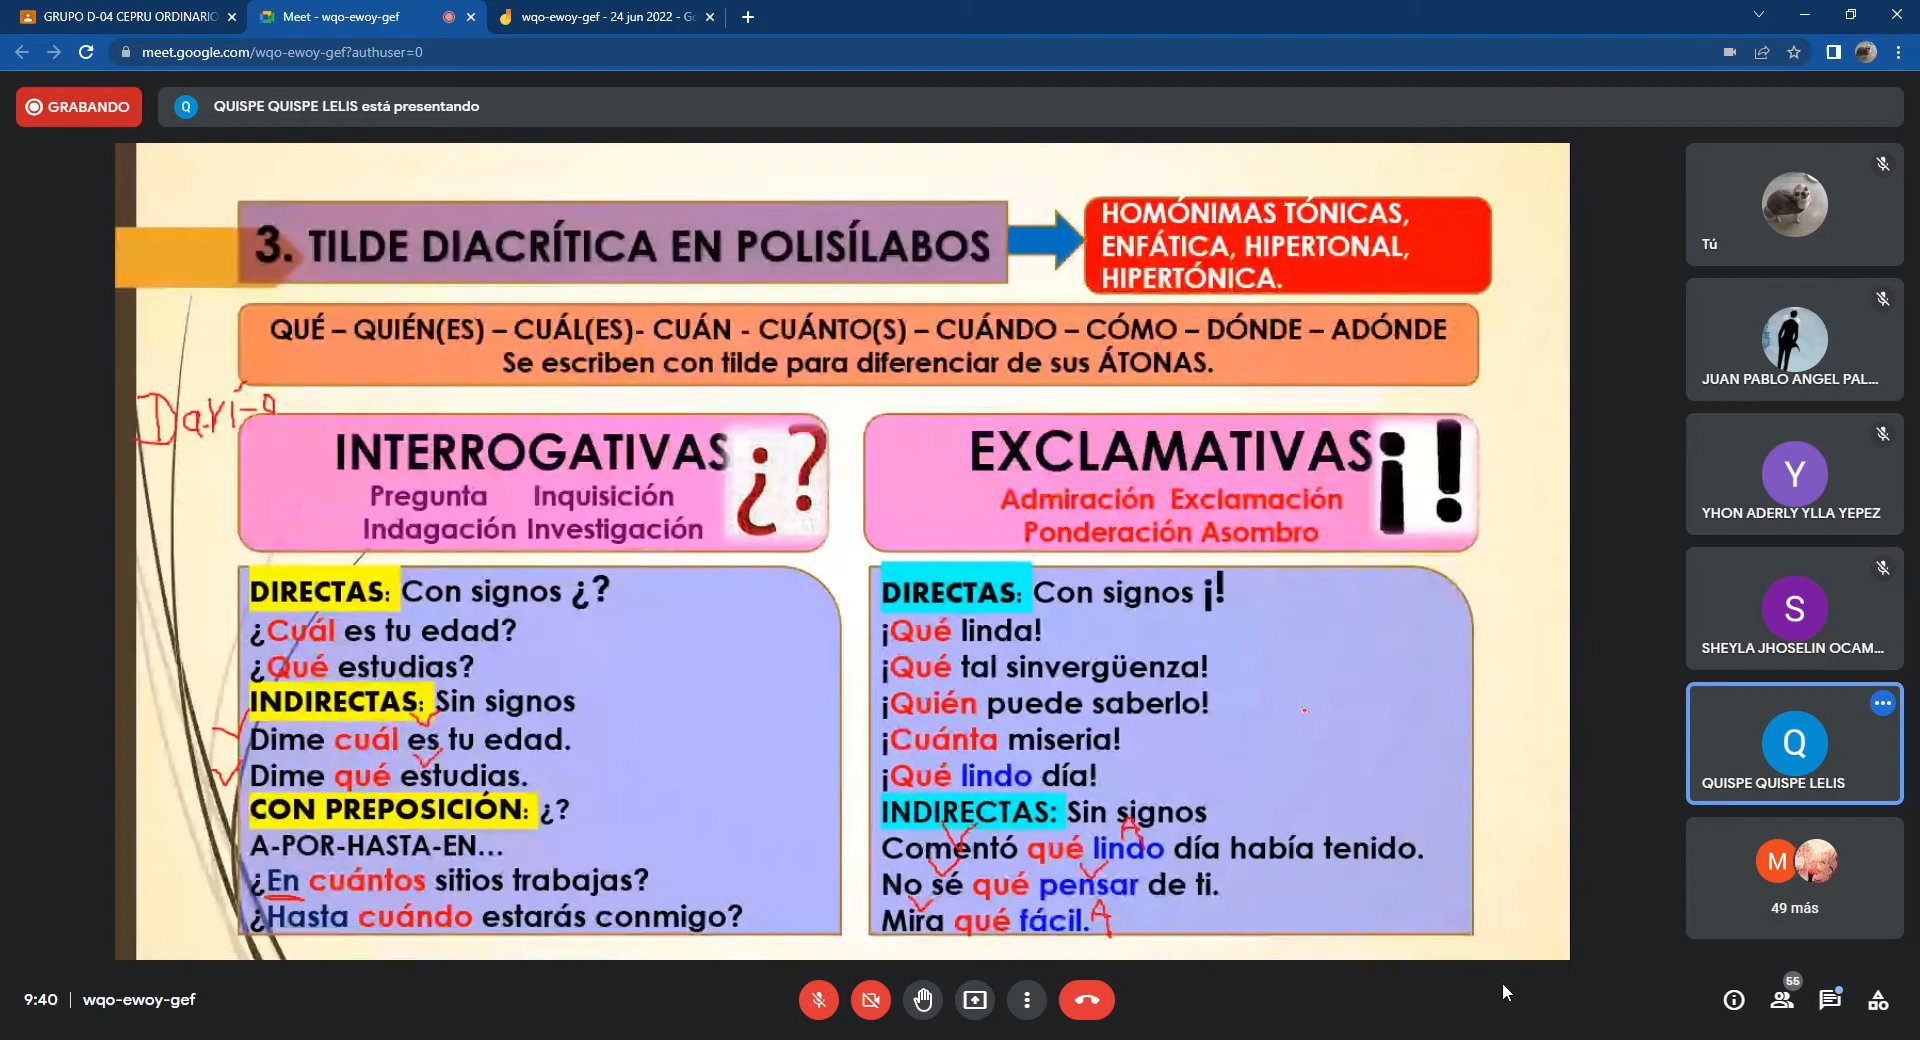 GRUPO D-04 CEPRU ORDINARIO
Meet - wqo-ewoy-gef
wqo-ewoy-gef - 24 jun 2022 - Go
meet.google.com/wqo-ewoy-gef?authuser=0
GRABANDO
Q QUISPE QUISPE LELIS está presentando
3. TILDE DIACRÍTICA EN POLISÍLABOS
HOMÓNIMAS TÓNICAS,
ENFÁTICA, HIPERTONAL,
HIPERTÓNICA.
QUÉ – QUIÉN(ES) – CUÁL(ES)- CUÁN - CUÁNTO(S) – CUÁNDO – CÓMO – DÓNDE – ADÓNDE
Se escriben con tilde para diferenciar de sus ÁTONAS.
INTERROGATIVAS ¿?
Pregunta Inquisición
Indagación Investigación
DIRECTAS: Con signos ¿?
¿Cuál es tu edad?
¿Qué estudias?
INDIRECTAS: Sin signos
Dime cuál es tu edad.
Dime qué estudias.
CON PREPOSICIÓN: ¿?
A-POR-HASTA-EN...
¿En cuántos sitios trabajas?
¿Hasta cuándo estarás conmigo?
EXCLAMATIVAS ¡!
Admiración Exclamación
Ponderación Asombro
DIRECTAS: Con signos ¡!
¡Qué linda!
¡Qué tal sinvergüenza!
¡Quién puede saberlo!
¡Cuánta miseria!
¡Qué lindo día!
INDIRECTAS: Sin signos
A
Comentó qué lindo día había tenido.
No sé qué pensar de ti.
Mira qué fácil. A
Tú
JUAN PABLO ANGEL PAL...
Y
YHON ADERLY YLLA YEPEZ
S
SHEYLA JHOSELIN OCAM...
Q
QUISPE QUISPE LELIS
M
49 más
9:40 | wqo-ewoy-gef
55